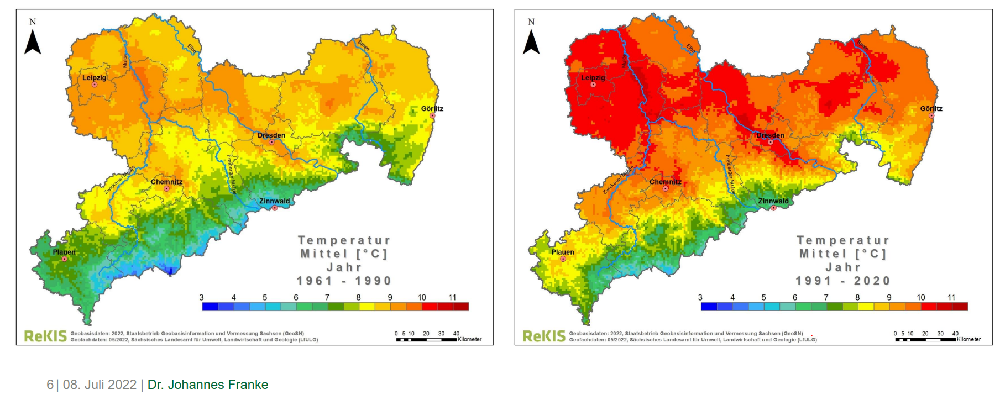 N
Elbe
Spree
Mulde
Leipzig
Görlitz
Dresden
Freiberger Mulde
Zwickauer Mulde
Chemnitz
Zinnwald
Plauen
Temperatur
Mittel [°C]
Jahr
1961 - 1990
3 4 5 6 7 8 9 10 11
ReKIS
Geobasisdaten: 2022, Staatsbetrieb Geobasisinformation und Vermessung Sachsen (GeoSN)
Geofachdaten: 05/2022, Sächsisches Landesamt für Umwelt, Landwirtschaft und Geologie (LfULG)
0 5 10 20 30 40
Kilometer
N
Elbe
Spree
Mulde
Leipzig
Görlitz
Dresden
Freiberger Mulde
Zwickauer Mulde
Chemnitz
Zinnwald
Plauen
Temperatur
Mittel [°C]
Jahr
1991 - 2020
3 4 5 6 7 8 9 10 11
ReKIS
Geobasisdaten: 2022, Staatsbetrieb Geobasisinformation und Vermessung Sachsen (GeoSN)
Geofachdaten: 05/2022, Sächsisches Landesamt für Umwelt, Landwirtschaft und Geologie (LfULG)
0 5 10 20 30 40
Kilometer
6| 08. Juli 2022 | Dr. Johannes Franke